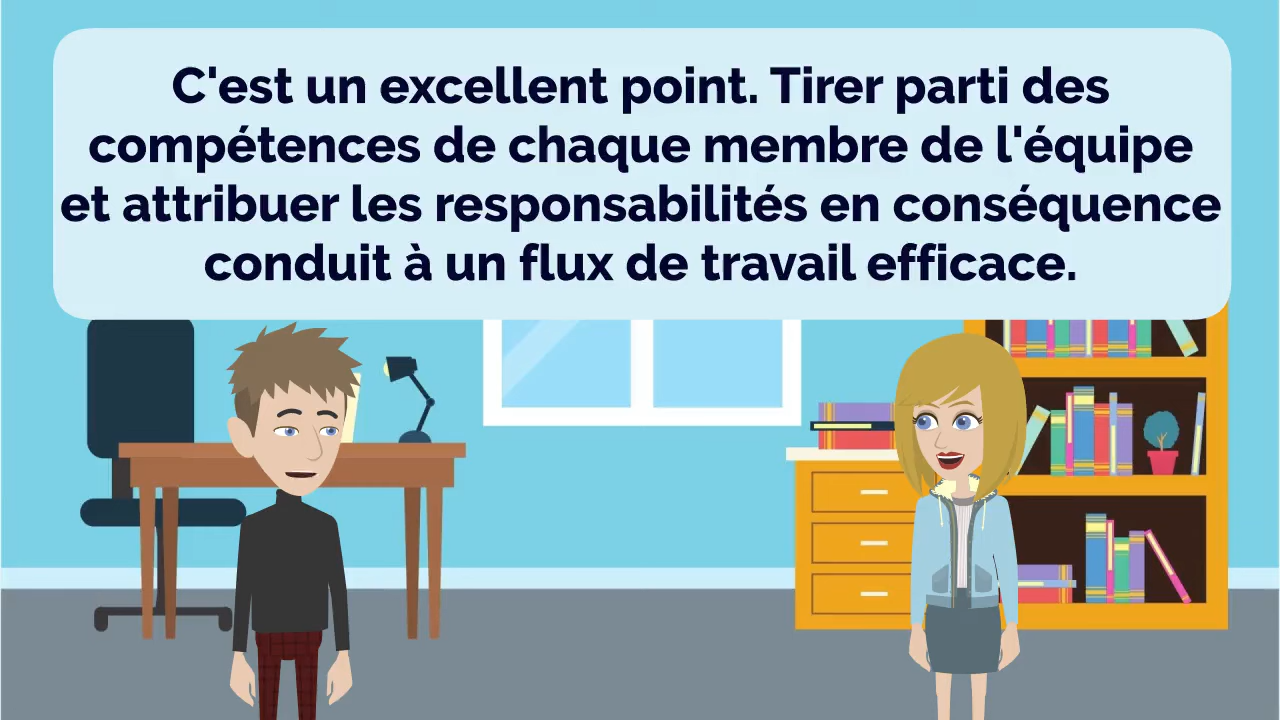 C'est un excellent point. Tirer parti des
compétences de chaque membre de l'équipe
et attribuer les responsabilités en conséquence
conduit à un flux de travail efficace.